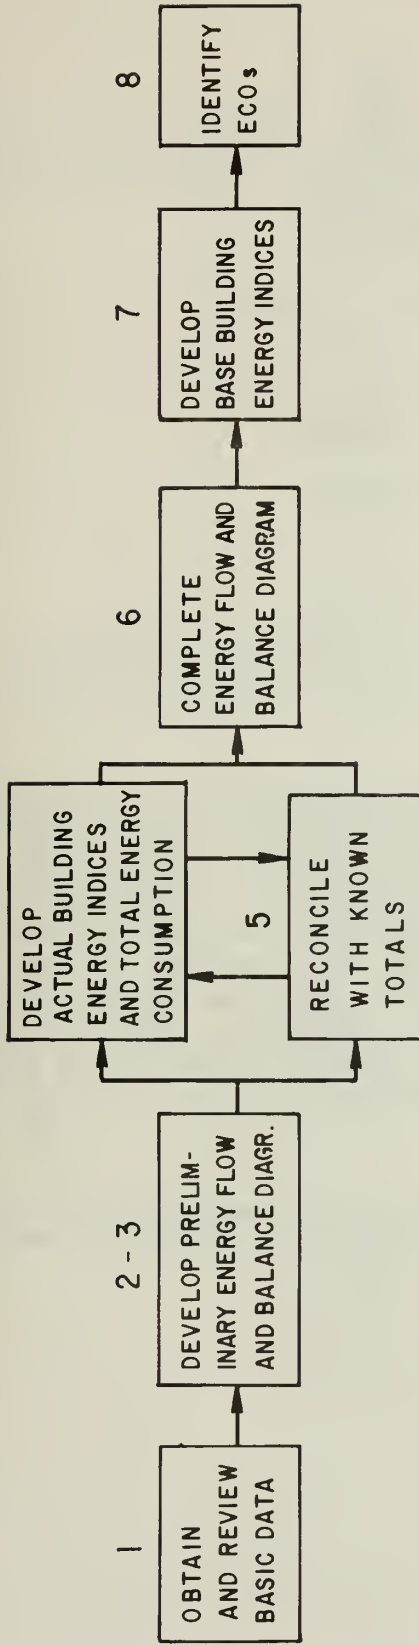 1
OBTAIN
AND REVIEW
BASIC DATA
2 - 3
DEVELOP PRELIM-
INARY ENERGY FLOW
AND BALANCE DIAGR.
DEVELOP
ACTUAL BUILDING
ENERGY INDICES
AND TOTAL ENERGY
CONSUMPTION
5
RECONCILE
WITH KNOWN
TOTALS
6
COMPLETE
ENERGY FLOW AND
BALANCE DIAGRAM
7
DEVELOP
BASE BUILDING
ENERGY INDICES
8
IDENTIFY
ECOs